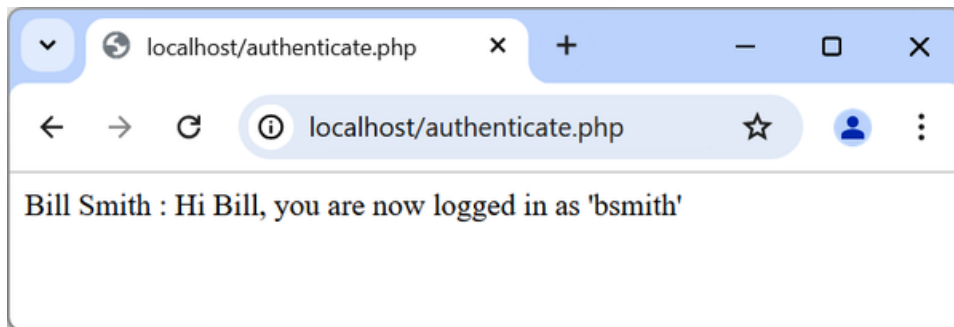 localhost/authenticate.php
localhost/authenticate.php
Bill Smith : Hi Bill, you are now logged in as 'bsmith'